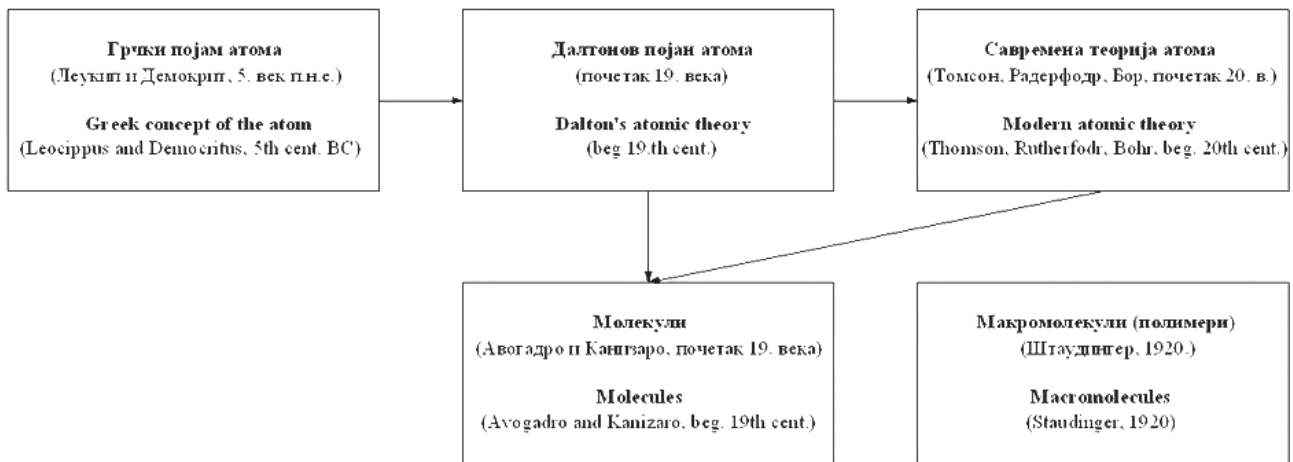 Грчки појам атома
(Леукип и Демокрит, 5. век п.н.е.)
Greek concept of the atom
(Leocippus and Democritus, 5th cent. BC)
Далтонов појан атома
(почетак 19. века)
Dalton's atomic theory
(beg 19.th cent.)
Савремена теорија атома
(Томсон, Радерфодр, Бор, почетак 20. в.)
Modern atomic theory
(Thomson, Rutherfodr, Bohr, beg. 20th cent.)
Молекули
(Авогадро и Канизаро, почетак 19. века)
Molecules
(Avogadro and Kanizaro, beg. 19th cent.)
Макромолекули (полимери)
(Штаудингер, 1920.)
Macromolecules
(Staudinger, 1920)